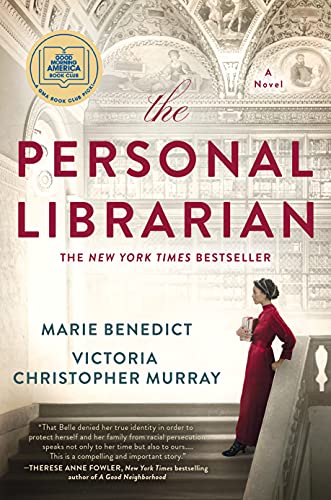 GOOD MORNING
AMERICA
BOOK CLUB
A GMA BOOK CLUB PICK
the
A
Novel
PERSONAL
LIBRARIAN
THE NEW YORK TIMES BESTSELLER
MARIE BENEDICT
VICTORIA
CHRISTOPHER MURRAY
"That Belle denied her true identity in order to
protect herself and her family from racial persecution
speaks not only to her time but also to ours....
This is a compelling and important story."
—THERESE ANNE FOWLER, New York Times bestselling
author of A Good Neighborhood